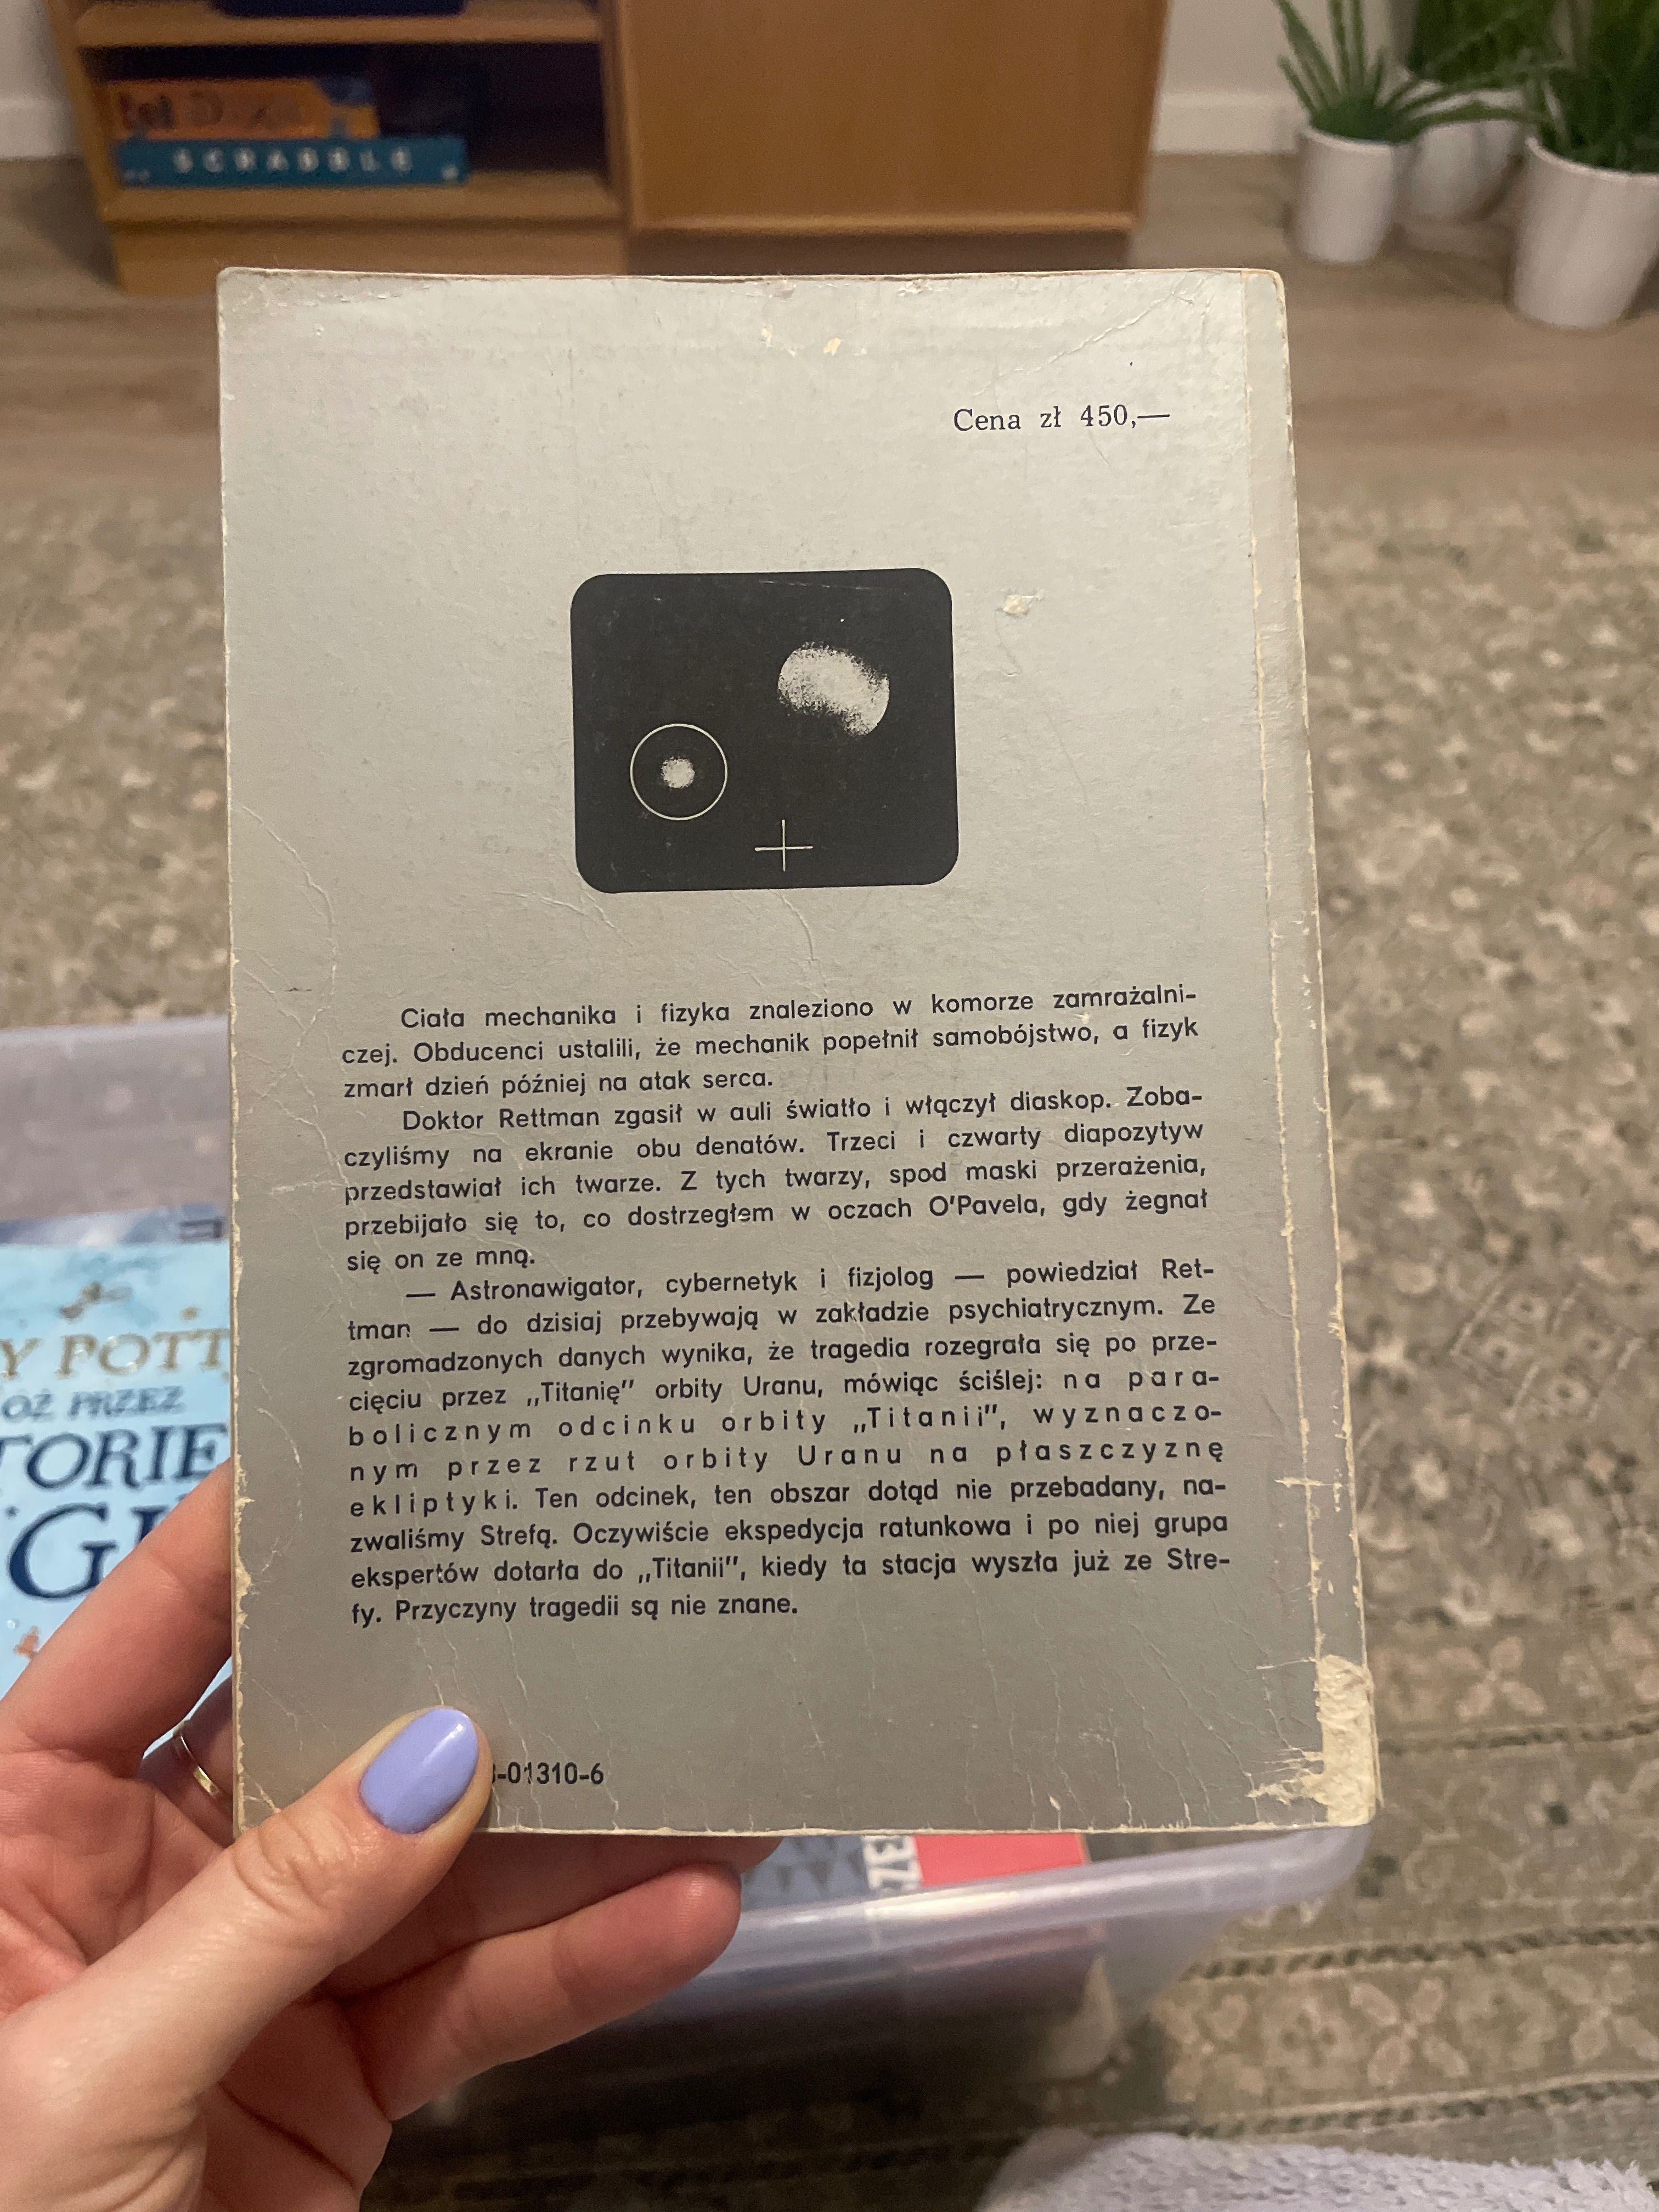 SCRABBLE
Cena zł 450,—
Ciała mechanika i fizyka znaleziono w komorze zamrażalni-
czej. Obducenci ustalili, że mechanik popełnił samobójstwo, a fizyk
zmarł dzień później na atak serca.
Doktor Rettman zgasił w auli światło i włączył diaskop. Zoba-
czyliśmy na ekranie obu denatów. Trzeci i czwarty diapozytyw
przedstawiał ich twarze. Z tych twarzy, spod maski przerażenia,
przebijało się to, co dostrzegłem w oczach O'Pavela, gdy żegnał
się on ze mną.
— Astronawigator, cybernetyk i fizjolog — powiedział Ret-
tman — do dzisiaj przebywają w zakładzie psychiatrycznym. Ze
zgromadzonych danych wynika, że tragedia rozegrała się po prze-
cięciu przez „Titanię" orbity Uranu, mówiąc ściślej: na para-
bolicznym odcinku orbity „Titanii", wyznaczo-
nym przez rzut orbity Uranu na płaszczyznę
ekliptyki. Ten odcinek, ten obszar dotąd nie przebadany, na-
zwaliśmy Strefą. Oczywiście ekspedycja ratunkowa i po niej grupa
ekspertów dotarła do „Titanii", kiedy ta stacja wyszła już ze Stre-
fy. Przyczyny tragedii są nie znane.
-01310-6
Y POTT
OŻ PRZEZ
TORIE